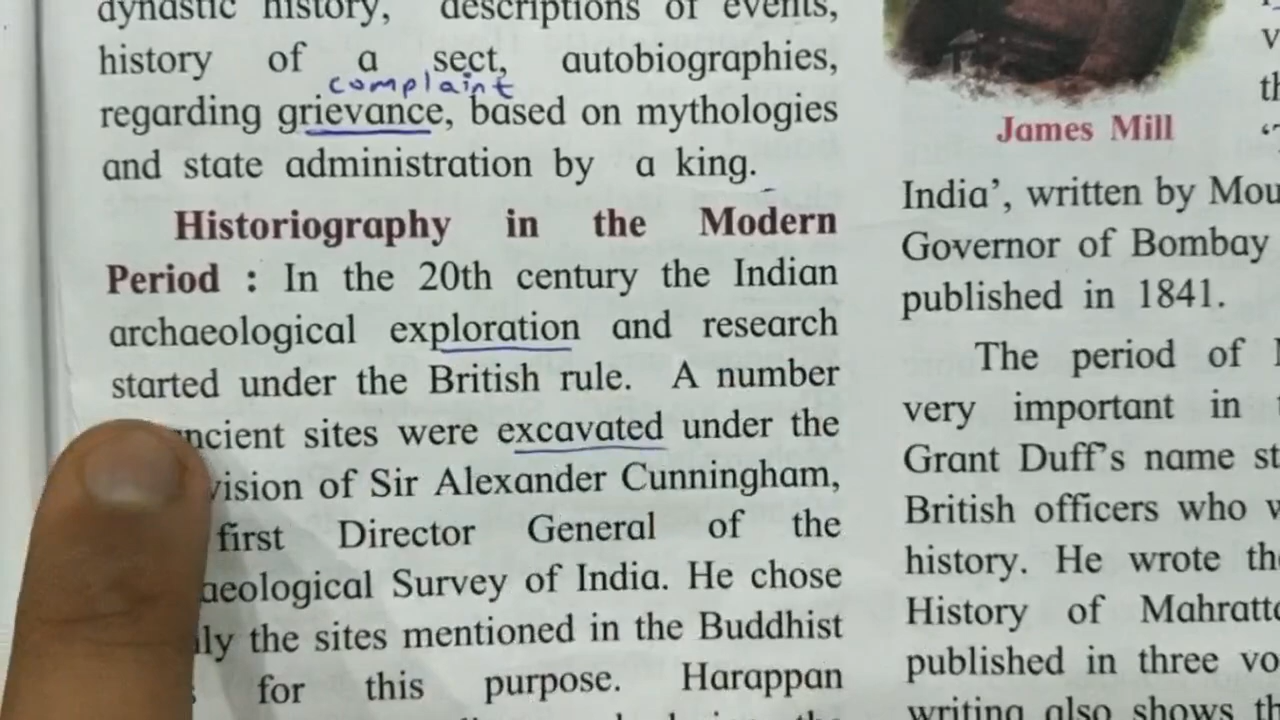 dynastic history, descriptions of events,
history of a sect, autobiographies,
complaint
regarding grievance, based on mythologies
and state administration by a king.
Historiography in the Modern
Period : In the 20th century the Indian
archaeological exploration and research
started under the British rule. A number
ncient sites were excavated under the
vision of Sir Alexander Cunningham,
first Director General of the
aeological Survey of India. He chose
ly the sites mentioned in the Buddhist
for this purpose. Harappan
James Mill
India', written by Mou
Governor of Bombay
published in 1841.
The period of
very important in
Grant Duff's name st
British officers who w
history. He wrote th
History of Mahratt
published in three vo
writing also shows th